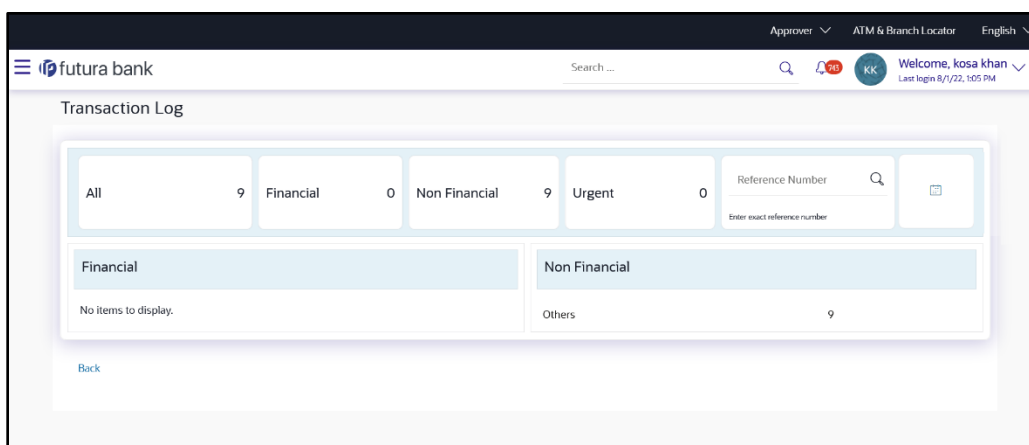 Approver ATM & Branch Locator English
futura bank Search ... 743 KK Welcome, kosa khan
Last login 8/1/22, 1:05 PM
Transaction Log
All 9 Financial 0 Non Financial 9 Urgent 0 Reference Number
Enter exact reference number
Financial Non Financial
No items to display. Others 9
Back